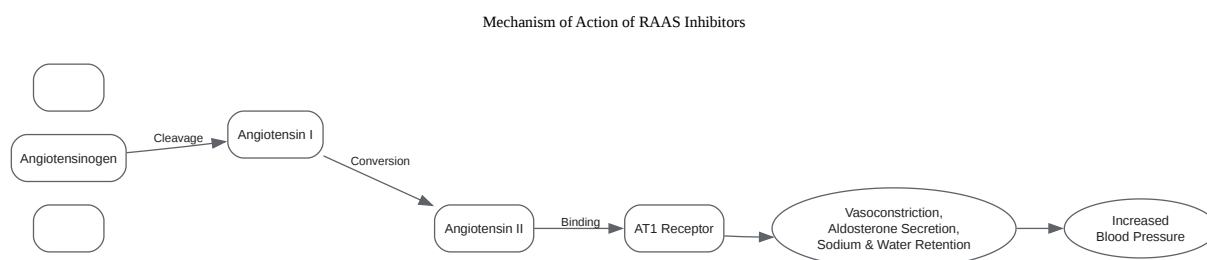 Mechanism of Action of RAAS Inhibitors
Angiotensinogen
Cleavage
Angiotensin I
Conversion
Angiotensin II
Binding
AT1 Receptor
Vasoconstriction,
Aldosterone Secretion,
Sodium & Water Retention
Increased
Blood Pressure